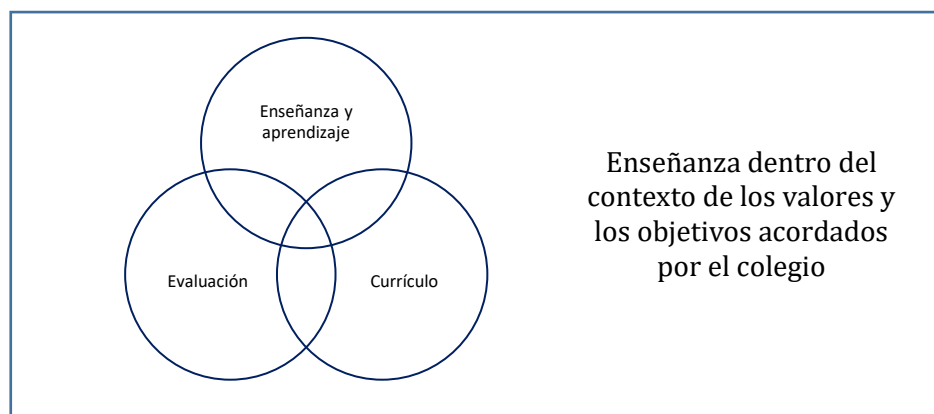 Enseñanza y
aprendizaje
Evaluación
Currículo
Enseñanza dentro del
contexto de los valores y
los objetivos acordados
por el colegio